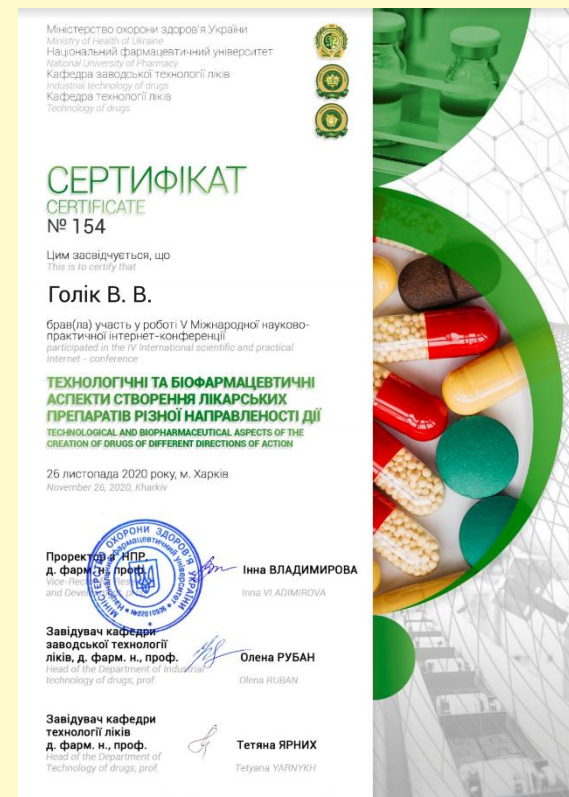 Міністерство охорони здоров'я України
Ministry of Health of Ukraine
Національний фармацевтичний університет
National University of Pharmacy
Кафедра заводської технології ліків
Industrial technology of drugs
Кафедра технології ліків
Technology of drugs
СЕРТИФІКАТ
CERTIFICATE
№ 154
Цим засвідчується, що
This is to certify that
Голік В. В.
брав(ла) участь у роботі V Міжнародної науково-
практичної інтернет-конференції
participated in the IV International scientific and practical
Internet - conference
ТЕХНОЛОГІЧНІ ТА БІОФАРМАЦЕВТИЧНІ
АСПЕКТИ СТВОРЕННЯ ЛІКАРСЬКИХ
ПРЕПАРАТІВ РІЗНОЇ НАПРАВЛЕНОСТІ ДІЇ
TECHNOLOGICAL AND BIOPHARMACEUTICAL ASPECTS OF THE
CREATION OF DRUGS OF DIFFERENT DIRECTIONS OF ACTION
26 листопада 2020 року, м. Харків
November 26, 2020, Kharkiv
Проректор з НПР,
д. фарм. н., проф.
Інна ВЛАДИМИРОВА
and
Inna VLADIMIROVA
МІНІСТЕРСТВО ОХОРОНИ ЗДОРОВ'Я УКРАЇНИ
Завідувач кафедри
заводської технології
ліків, д. фарм. н., проф.
Олена РУБАН
Head of the Department of Industrial
technology of drugs, prof.
Olena RUBAN
Завідувач кафедри
технології ліків
д. фарм. н., проф.
Тетяна ЯРНИХ
Head of the Department of
Technology of drugs, prof.
Tetyana YARNYKH